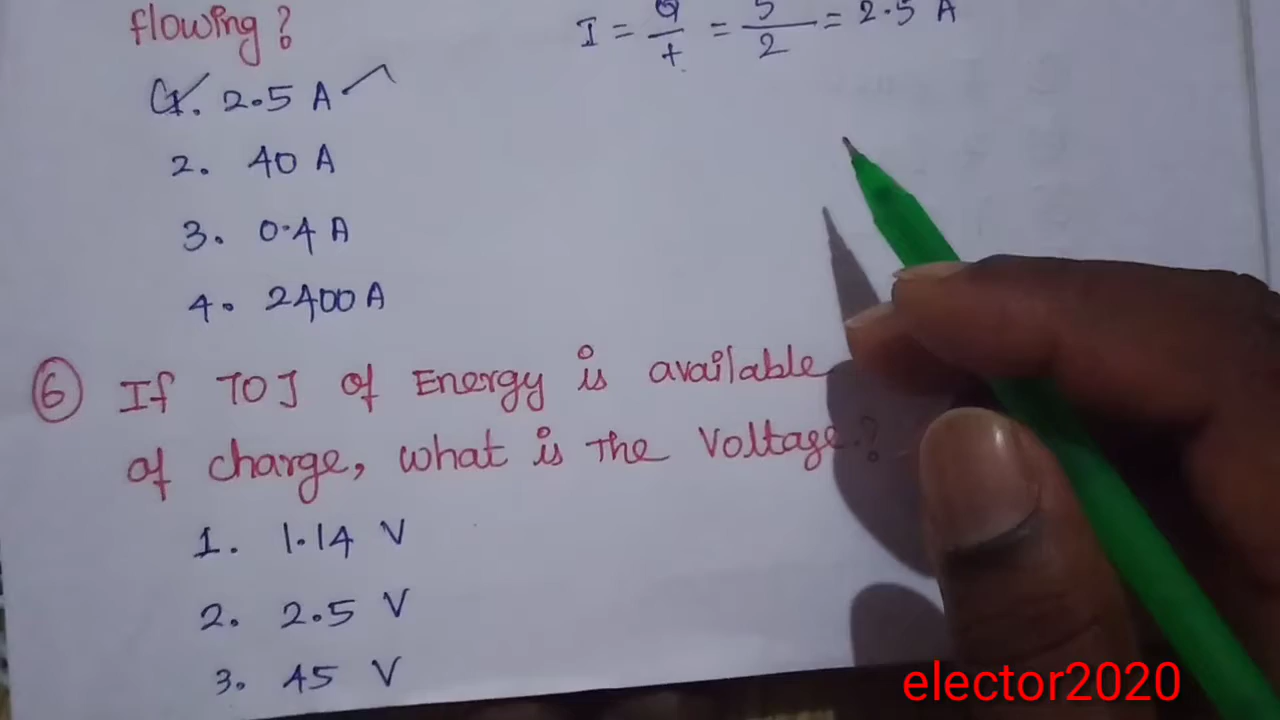 flowing?
I = Q/t = 5/2 = 2.5 A
1. 2.5 A
2. 40 A
3. 0.4 A
4. 2400 A
6 If 70J of Energy is available
of charge, what is The Voltage?
1. 1.14 V
2. 2.5 V
3. 45 V
elector2020